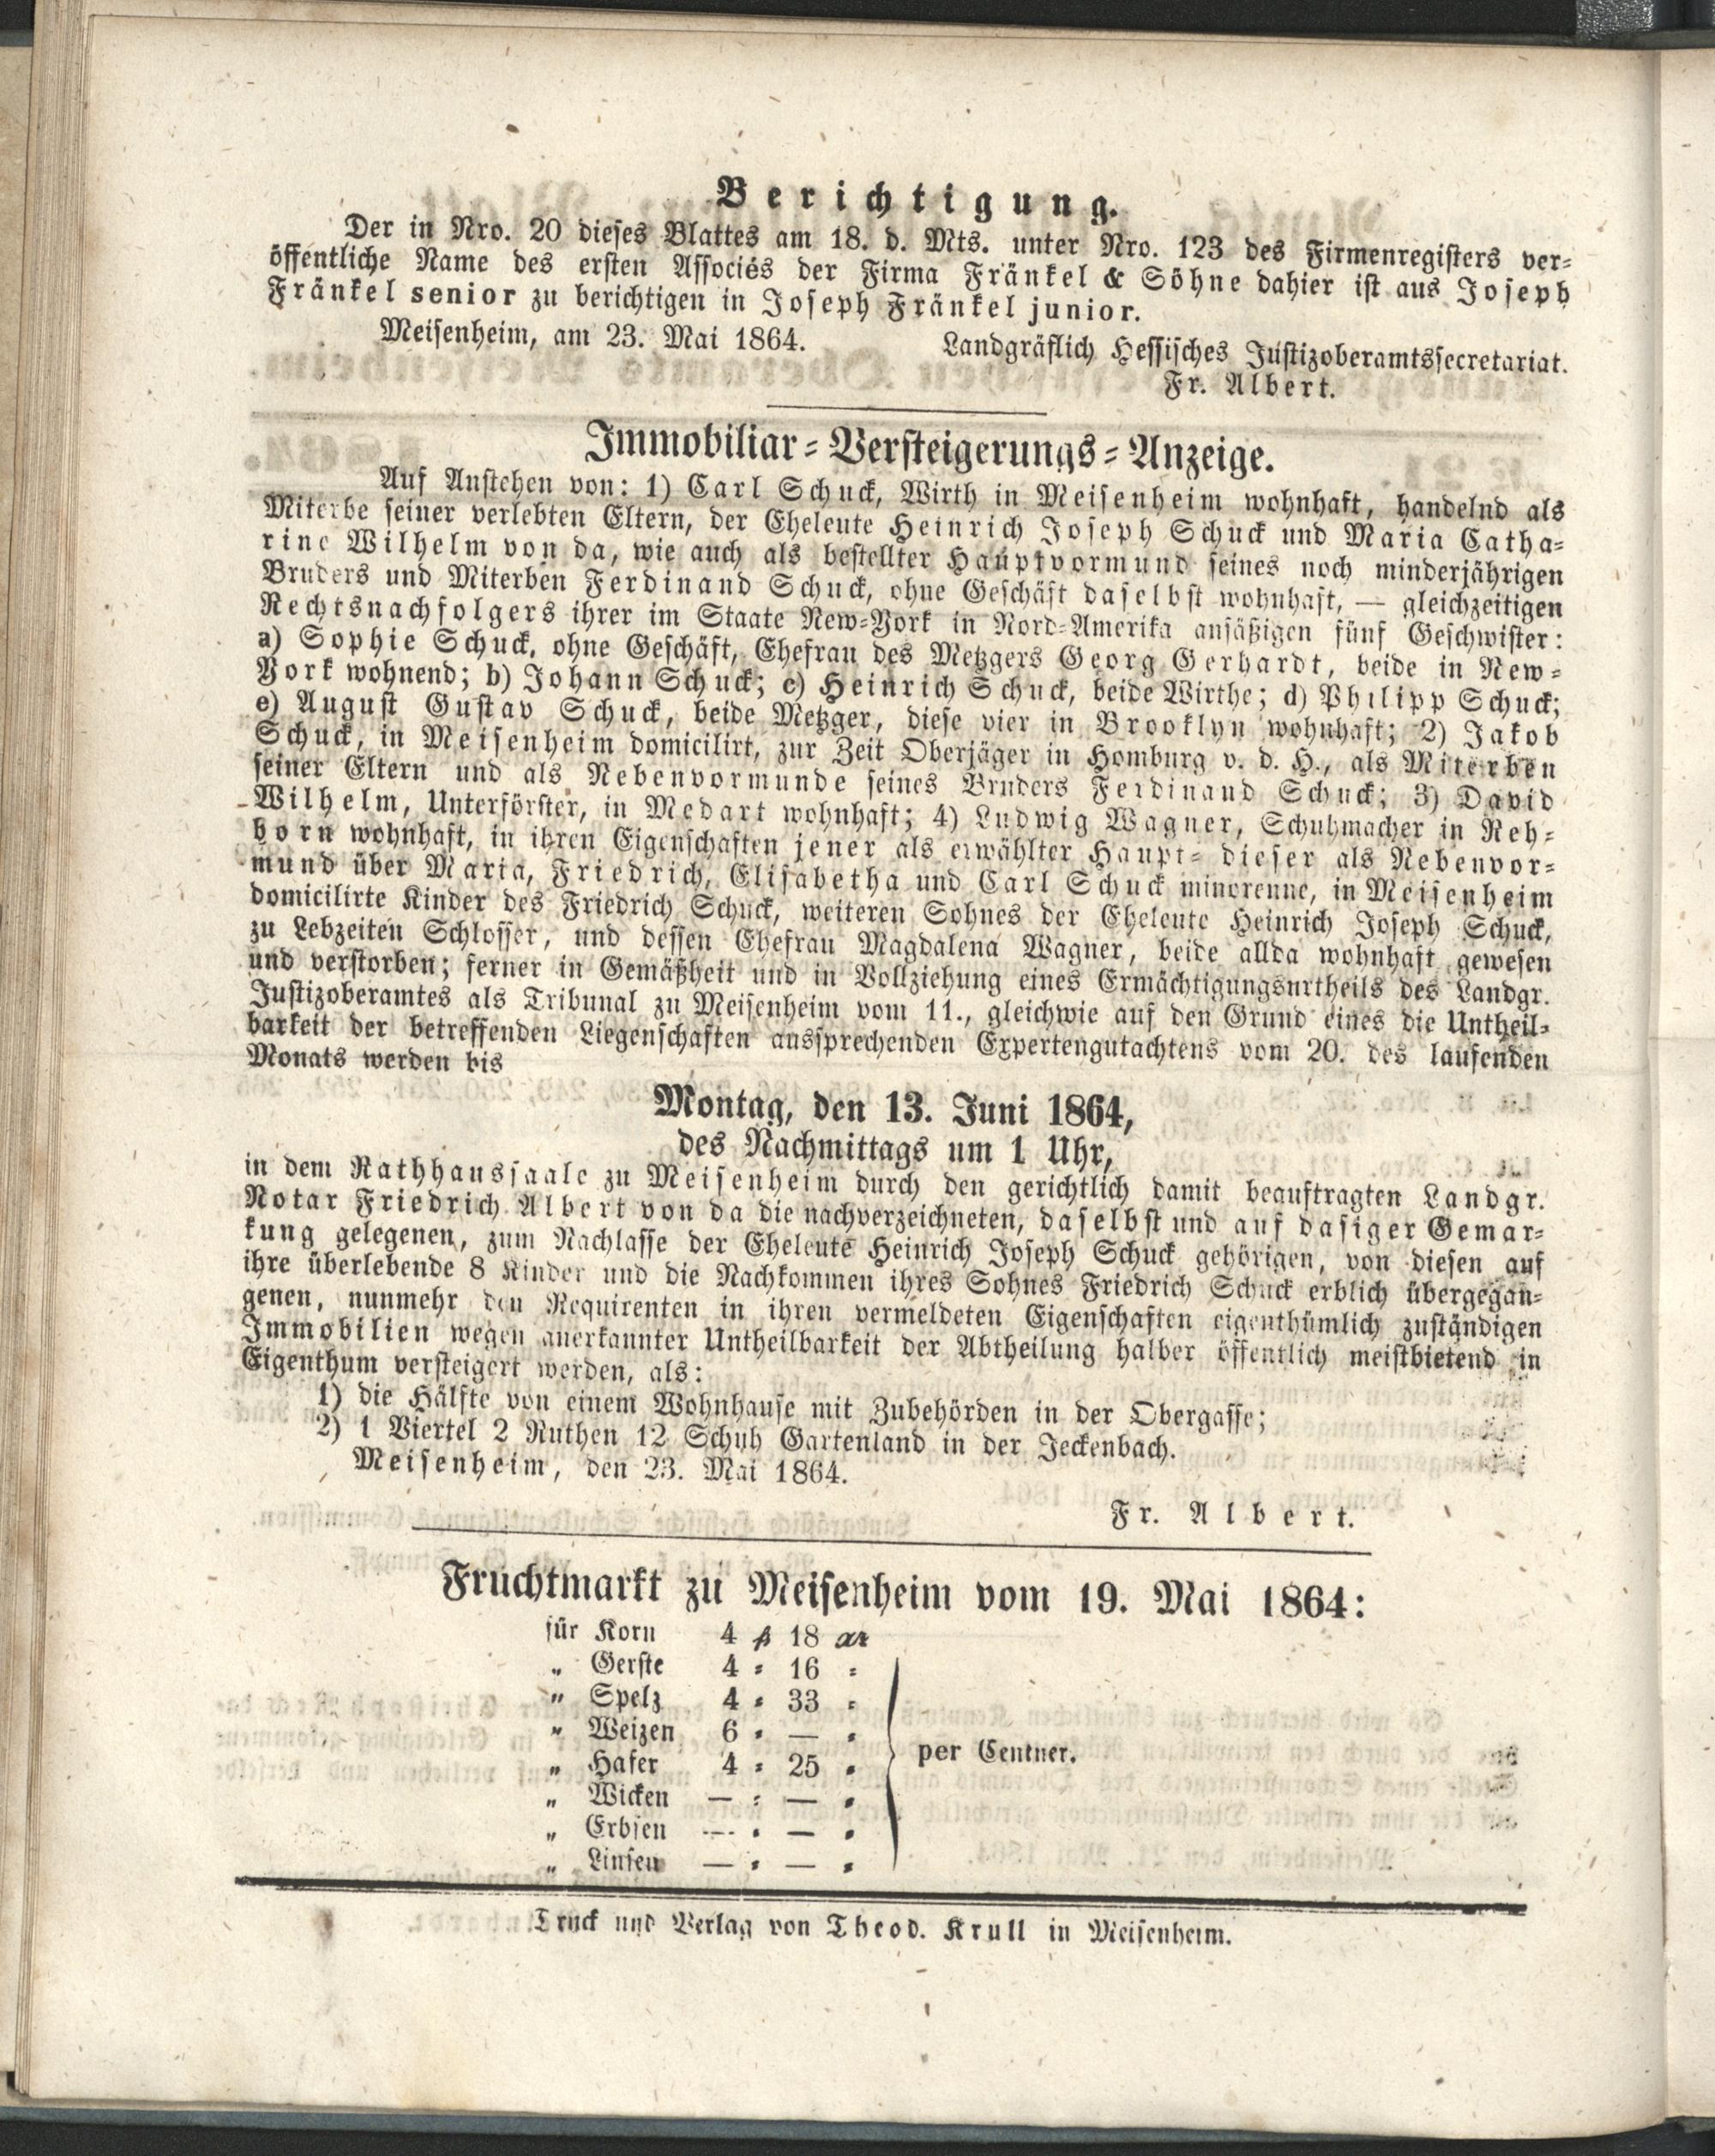 Berichtigung.
Der in Nro. 20 dieses Blattes am 18. d. Mts. unter Nro. 123 des Firmenregisters ver-
öffentliche Name des ersten Associés der Firma Fränkel & Söhne dahier ist aus Joseph
Fränkel senior zu berichtigen in Joseph Fränkel junior.
Meisenheim, am 23. Mai 1864.
Landgräflich Hessisches Justizoberamtssecretariat.
Fr. Albert.
Immobiliar-Versteigerungs-Anzeige.
Auf Anstehen von: 1) Carl Schuck, Wirth in Meisenheim wohnhaft, handelnd als
Miterbe seiner verlebten Eltern, der Eheleute Heinrich Joseph Schuck und Maria Catha-
rine Wilhelm von da, wie auch als bestellter Hauptvormund seines noch minderjährigen
Bruders und Miterben Ferdinand Schuck, ohne Geschäft daselbst wohnhaft, — gleichzeitigen
Rechtsnachfolgers ihrer im Staate New-York in Nord-Amerika ansäßigen fünf Geschwister:
a) Sophie Schuck, ohne Geschäft, Ehefrau des Metzgers Georg Gerhardt, beide in New-
York wohnend; b) Johann Schuck; c) Heinrich Schuck, beide Wirthe; d) Philipp Schuck;
e) August Gustav Schuck, beide Metzger, diese vier in Brooklyn wohnhaft; 2) Jakob
Schuck, in Meisenheim domicilirt, zur Zeit Oberjäger in Homburg v. d. H., als Miterben
seiner Eltern und als Nebenvormunde seines Bruders Ferdinand Schuck; 3) David
Wilhelm, Unterförster, in Medart wohnhaft; 4) Ludwig Wagner, Schuhmacher in Reh-
born wohnhaft, in ihren Eigenschaften jener als erwählter Haupt- dieser als Nebenvor-
mund über Maria, Friedrich, Elisabetha und Carl Schuck minorenne, in Meisenheim
domicilirte Kinder des Friedrich Schuck, weiteren Sohnes der Eheleute Heinrich Joseph Schuck,
zu Lebzeiten Schlosser, und dessen Ehefrau Magdalena Wagner, beide allda wohnhaft gewesen
und verstorben; ferner in Gemäßheit und in Vollziehung eines Ermächtigungsurtheils des Landgr.
Justizoberamtes als Tribunal zu Meisenheim vom 11., gleichwie auf den Grund eines die Untheil-
barkeit der betreffenden Liegenschaften aussprechenden Expertengutachtens vom 20. des laufenden
Monats werden bis
Montag, den 13. Juni 1864,
des Nachmittags um 1 Uhr,
in dem Rathhaussaale zu Meisenheim durch den gerichtlich damit beauftragten Landgr.
Notar Friedrich Albert von da die nachverzeichneten, daselbst und auf dasiger Gemar-
kung gelegenen, zum Nachlasse der Eheleute Heinrich Joseph Schuck gehörigen, von diesen auf
ihre überlebende 8 Kinder und die Nachkommen ihres Sohnes Friedrich Schuck erblich übergegan-
genen, nunmehr den Requirenten in ihren vermeldeten Eigenschaften eigenthümlich zuständigen
Immobilien wegen anerkannter Untheilbarkeit der Abtheilung halber öffentlich meistbietend in
Eigenthum versteigert werden, als:
1) die Hälfte von einem Wohnhause mit Zubehörden in der Obergasse;
2) 1 Viertel 2 Ruthen 12 Schuh Gartenland in der Jeckenbach.
Meisenheim, den 23. Mai 1864.
Fr. Albert.
Fruchtmarkt zu Meisenheim vom 19. Mai 1864:
für Korn 4 fl 18 xr
" Gerste 4 = 16 =
" Spelz 4 = 33 =
" Weizen 6 = — =
" Hafer 4 = 25 =
per Centner.
" Wicken — = — =
" Erbsen — = — =
" Linsen — = — =
Druck und Verlag von Theod. Krull in Meisenheim.